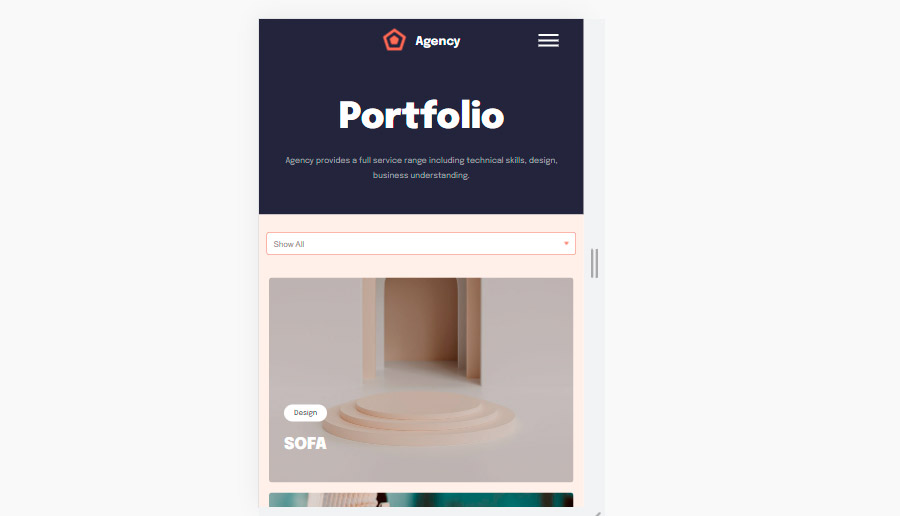 Agency
Portfolio
Agency provides a full service range including technical skills, design,
business understanding.
Show All
Design
SOFA